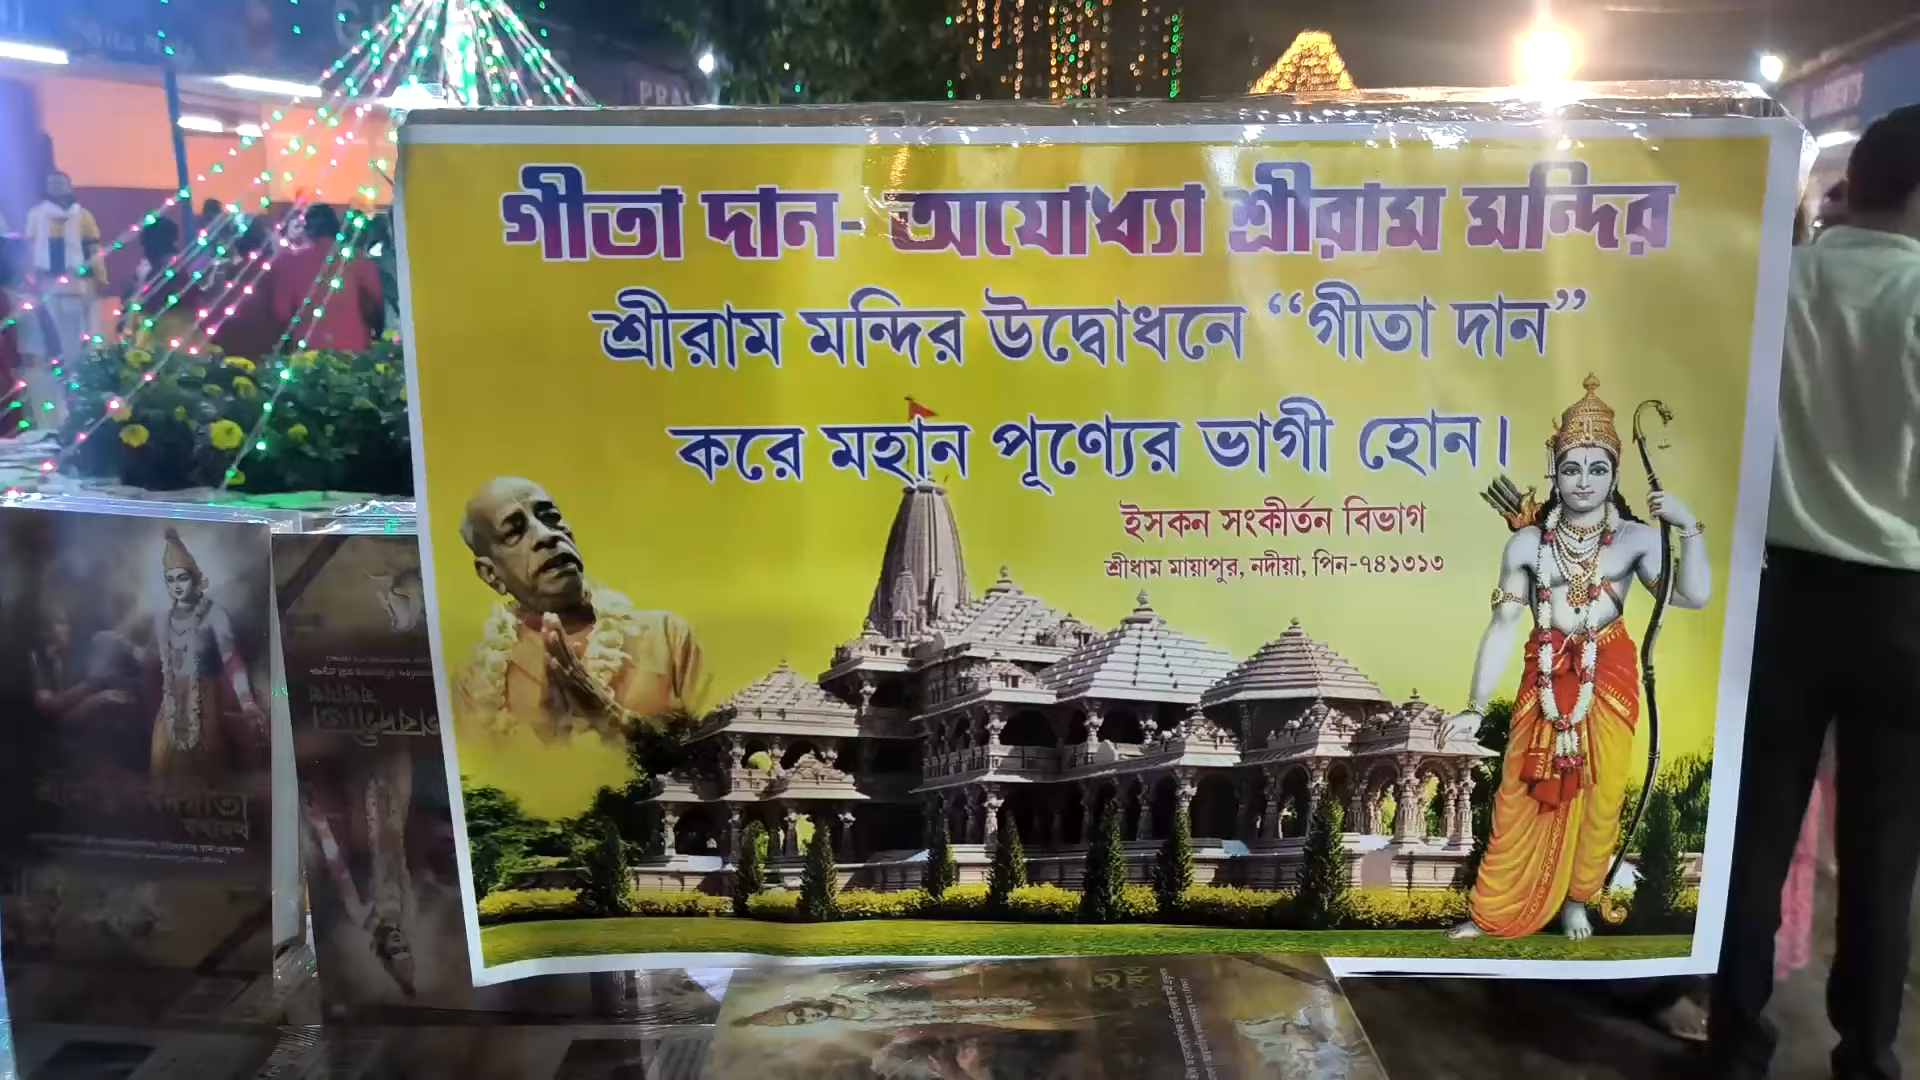 গীতা দান- অযোধ্যা শ্রীরাম মন্দির
শ্রীরাম মন্দির উদ্বোধনে “গীতা দান”
করে মহান পূণ্যের ভাগী হোন।
ইসকন সংকীর্তন বিভাগ
শ্রীধাম মায়াপুর, নদীয়া, পিন-৭৪১৩১৩